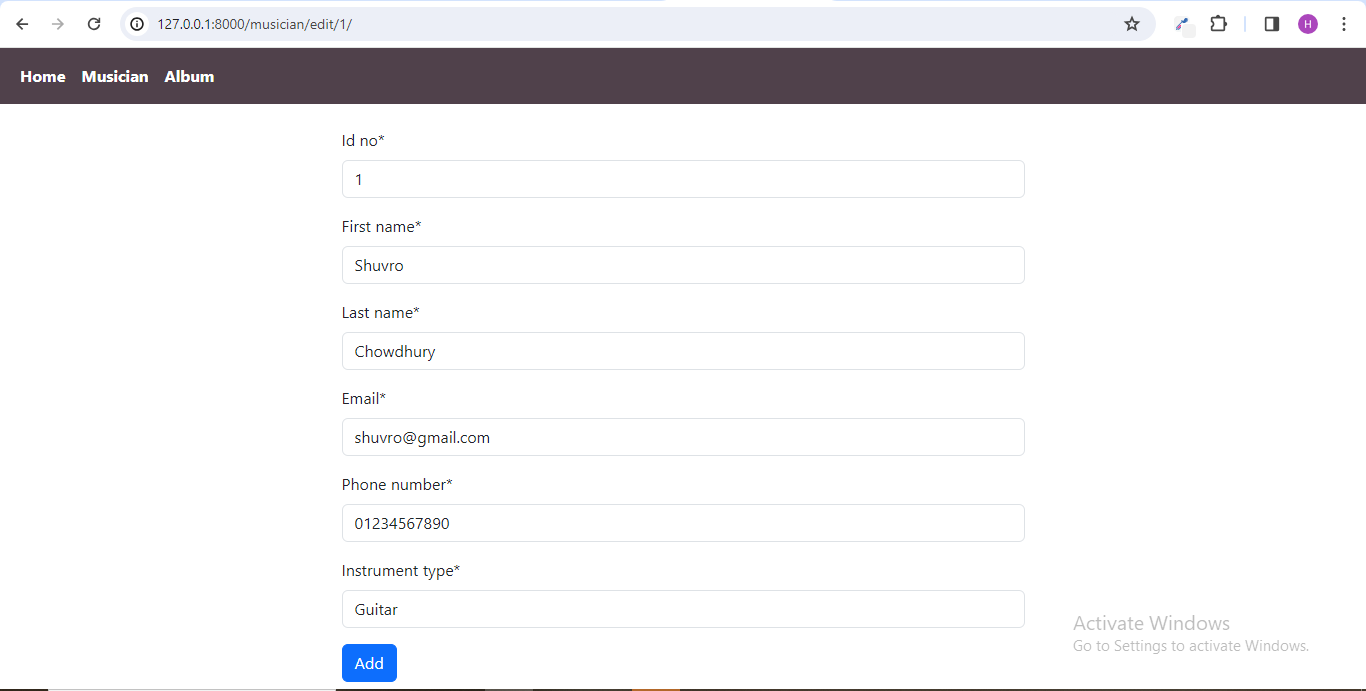 127.0.0.1:8000/musician/edit/1/
H
Home Musician Album
Id no*
1
First name*
Shuvro
Last name*
Chowdhury
Email*
shuvro@gmail.com
Phone number*
01234567890
Instrument type*
Guitar
Add
Activate Windows
Go to Settings to activate Windows.